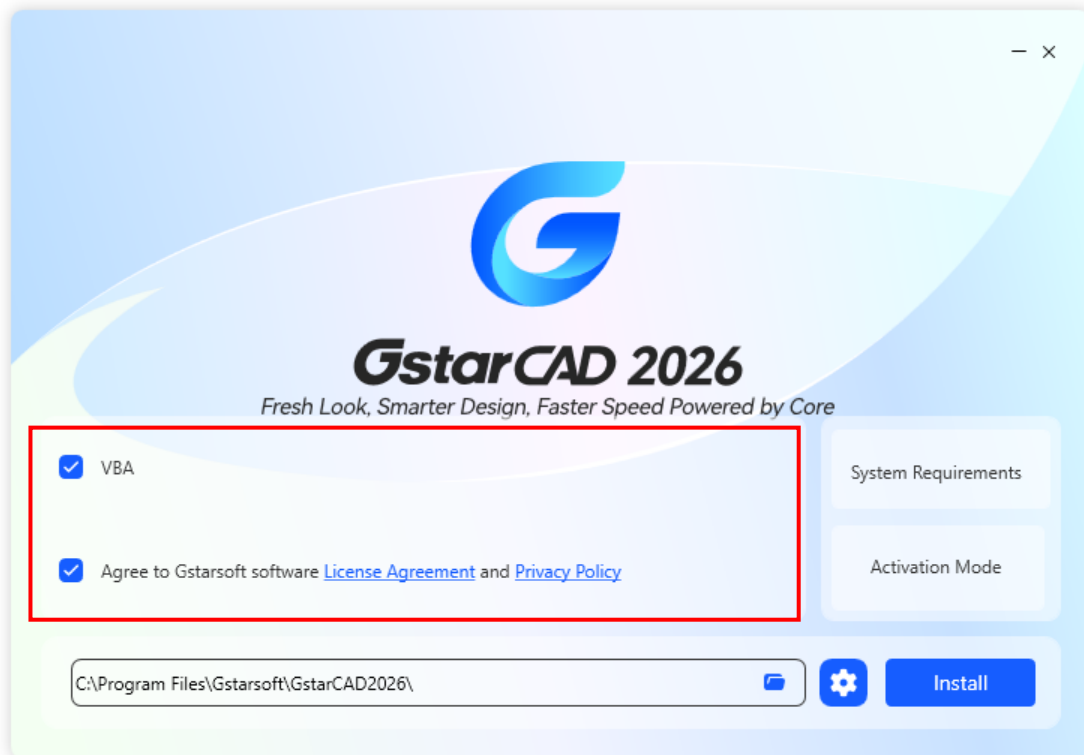 GstarCAD 2026
Fresh Look, Smarter Design, Faster Speed Powered by Core
VBA
System Requirements
Agree to Gstarsoft software License Agreement and Privacy Policy
Activation Mode
C:\Program Files\Gstarsoft\GstarCAD2026\
Install